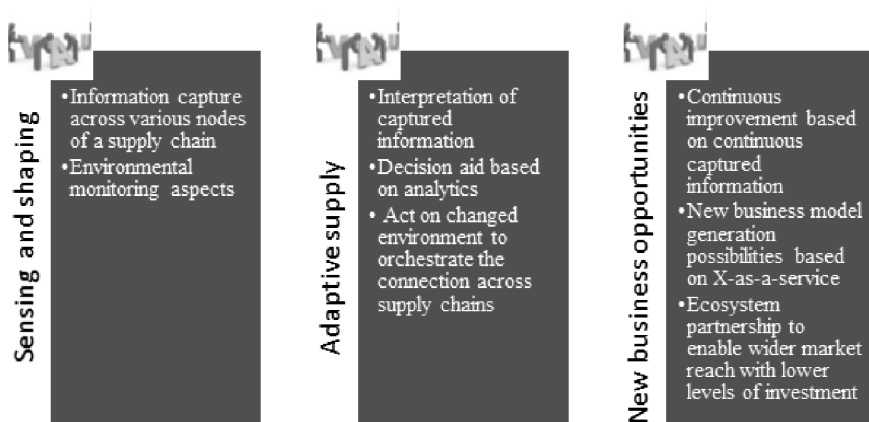 Sensing and shaping
•Information capture
across various nodes
of a supply chain
•Environmental
monitoring aspects
Adaptive supply
•Interpretation of
captured
information
•Decision aid based
on analytics
• Act on changed
environment to
orchestrate the
connection across
supply chains
New business opportunities
•Continuous
improvement based
on continuous
captured
information
•New business model
generation
possibilities based
on X-as-a-service
•Ecosystem
partnership to
enable wider market
reach with lower
levels of investment